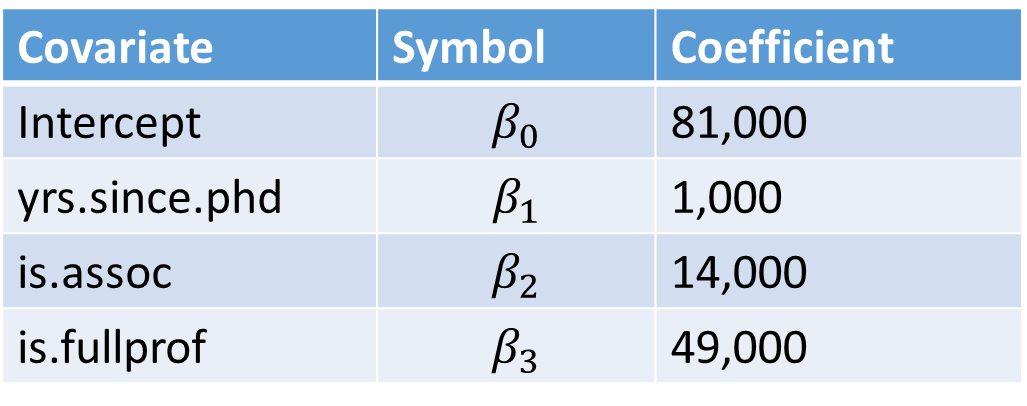 Covariate Symbol Coefficient
Intercept β₀ 81,000
yrs.since.phd β₁ 1,000
is.assoc β₂ 14,000
is.fullprof β₃ 49,000